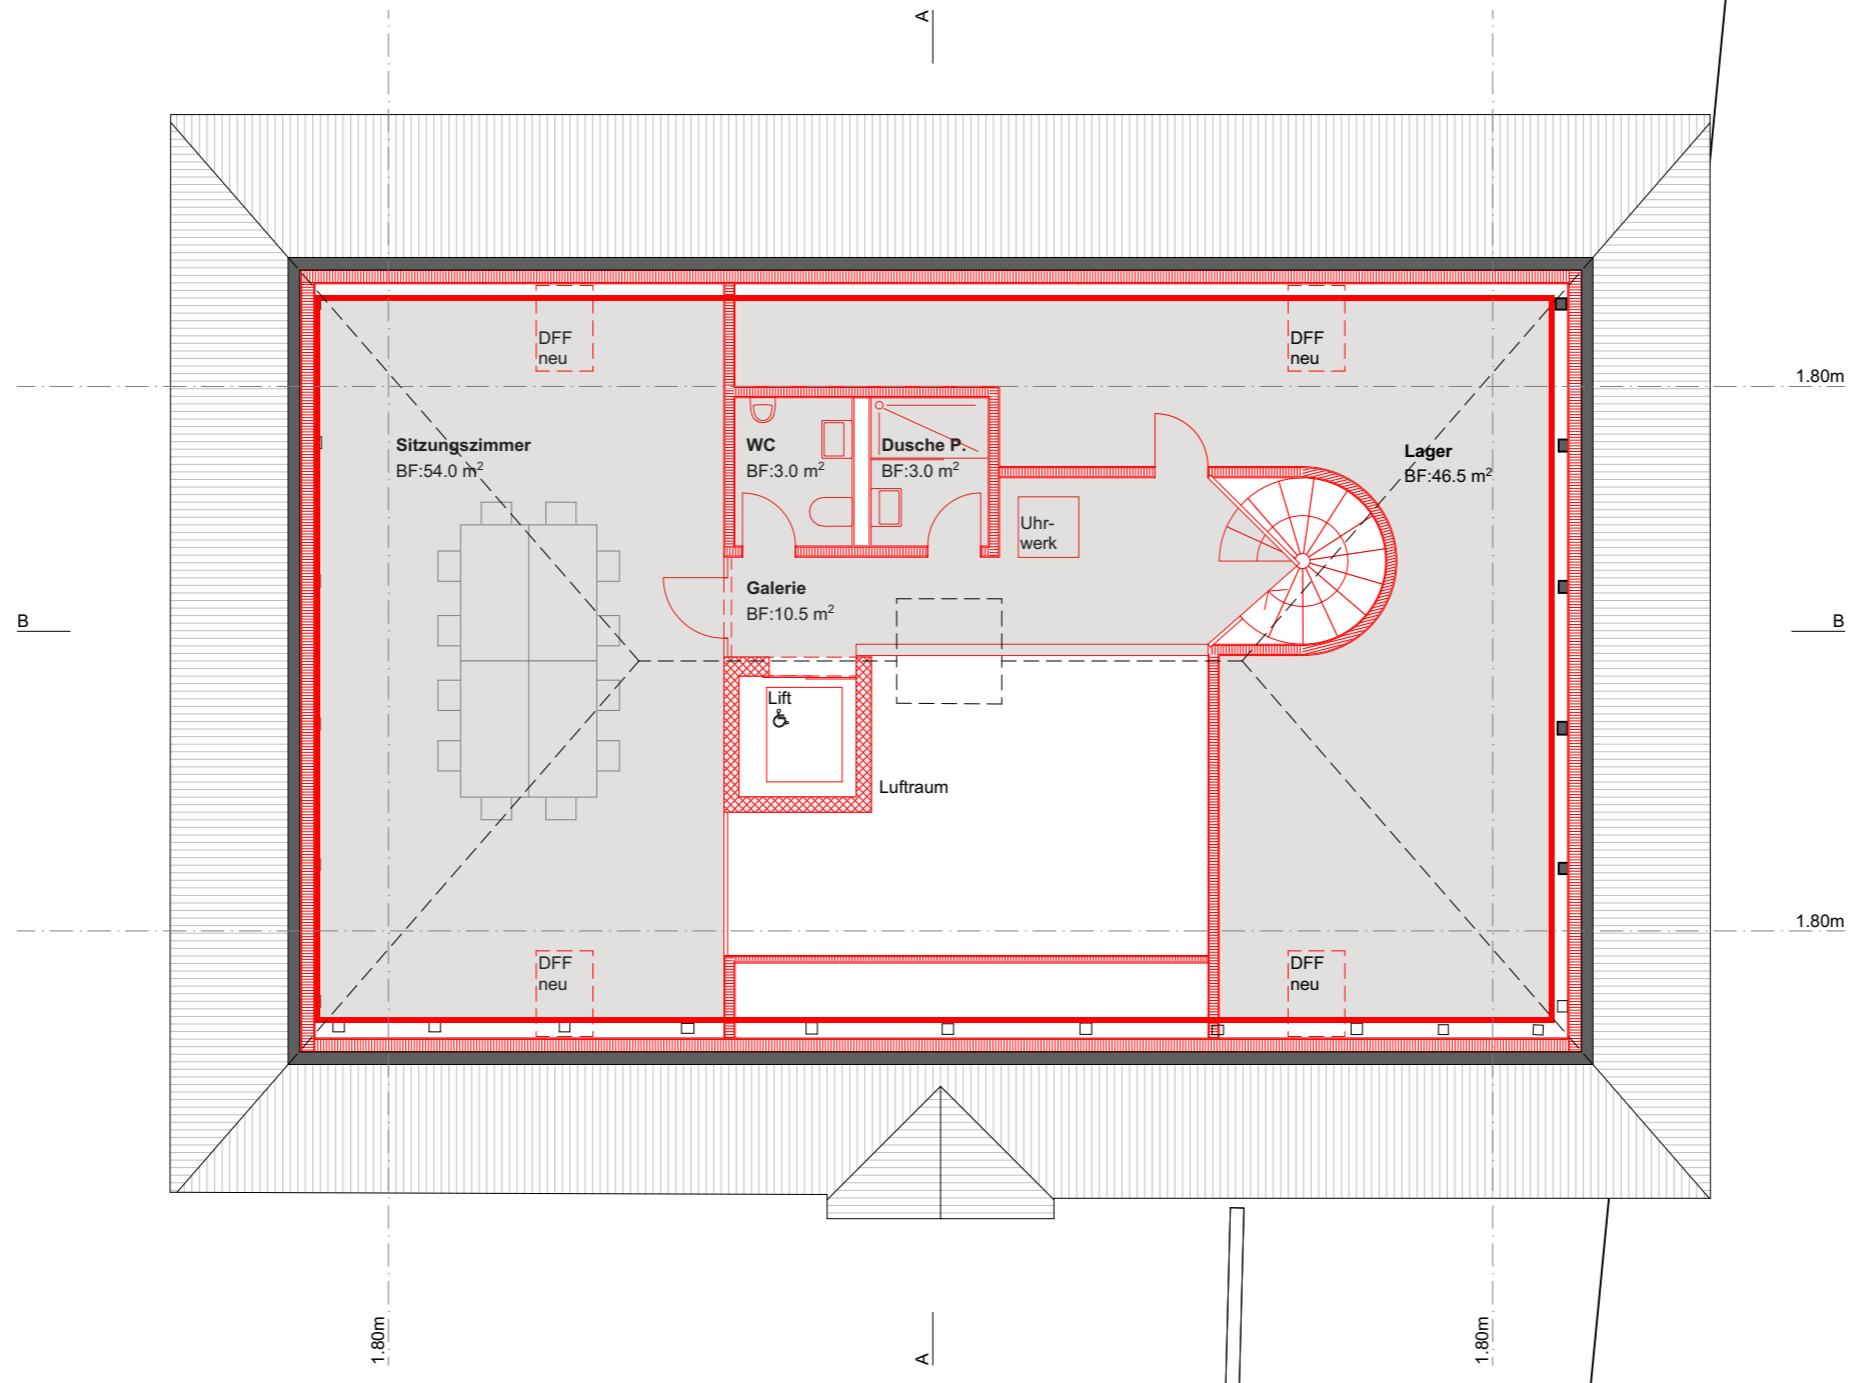 A
DFF
neu
DFF
neu
1.80m
Sitzungszimmer
BF:54.0 m²
WC
BF:3.0 m²
Dusche P.
BF:3.0 m²
Lager
BF:46.5 m²
Uhr-
werk
Galerie
BF:10.5 m²
B
B
Lift
Luftraum
1.80m
DFF
neu
DFF
neu
1.80m
A
1.80m